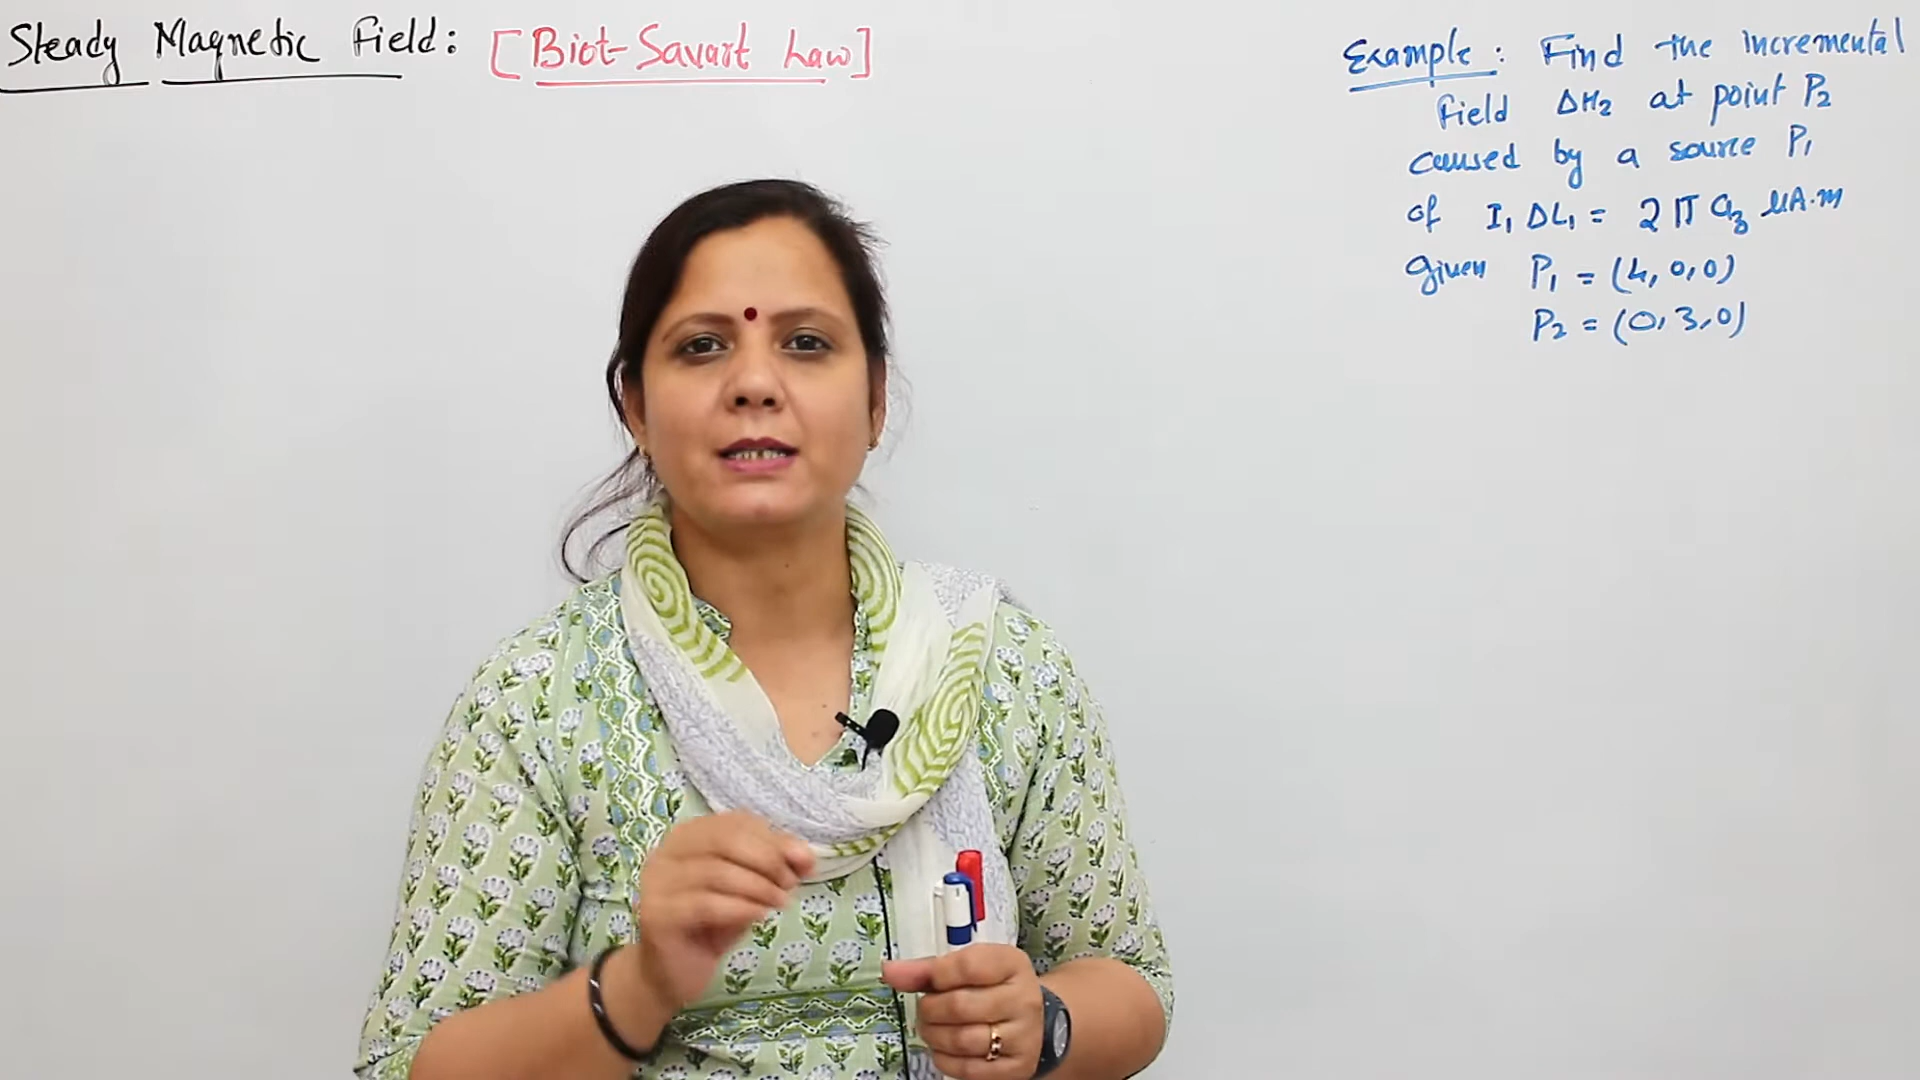 Steady Magnetic Field: [Biot-Savart Law]
Example: Find the incremental
field ΔH₂ at point P₂
caused by a source P₁
of I₁ ΔL₁ = 2π a_z μA.m
given P₁ = (4, 0, 0)
P₂ = (0, 3, 0)